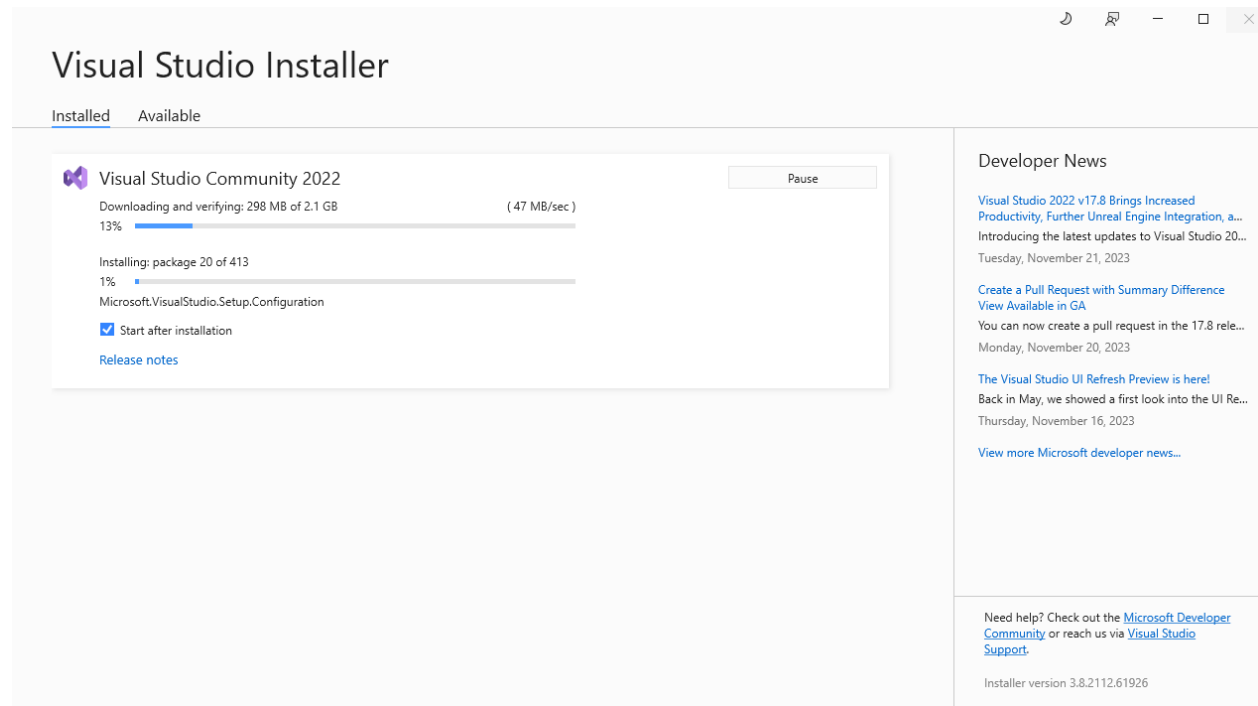 Visual Studio Installer
Installed
Available
Visual Studio Community 2022
Pause
Downloading and verifying: 298 MB of 2.1 GB
( 47 MB/sec )
13%
Installing: package 20 of 413
1%
Microsoft.VisualStudio.Setup.Configuration
Start after installation
Release notes
Developer News
Visual Studio 2022 v17.8 Brings Increased
Productivity, Further Unreal Engine Integration, a...
Introducing the latest updates to Visual Studio 20...
Tuesday, November 21, 2023
Create a Pull Request with Summary Difference
View Available in GA
You can now create a pull request in the 17.8 rele...
Monday, November 20, 2023
The Visual Studio UI Refresh Preview is here!
Back in May, we showed a first look into the UI Re...
Thursday, November 16, 2023
View more Microsoft developer news...
Need help? Check out the Microsoft Developer
Community or reach us via Visual Studio
Support.
Installer version 3.8.2112.61926